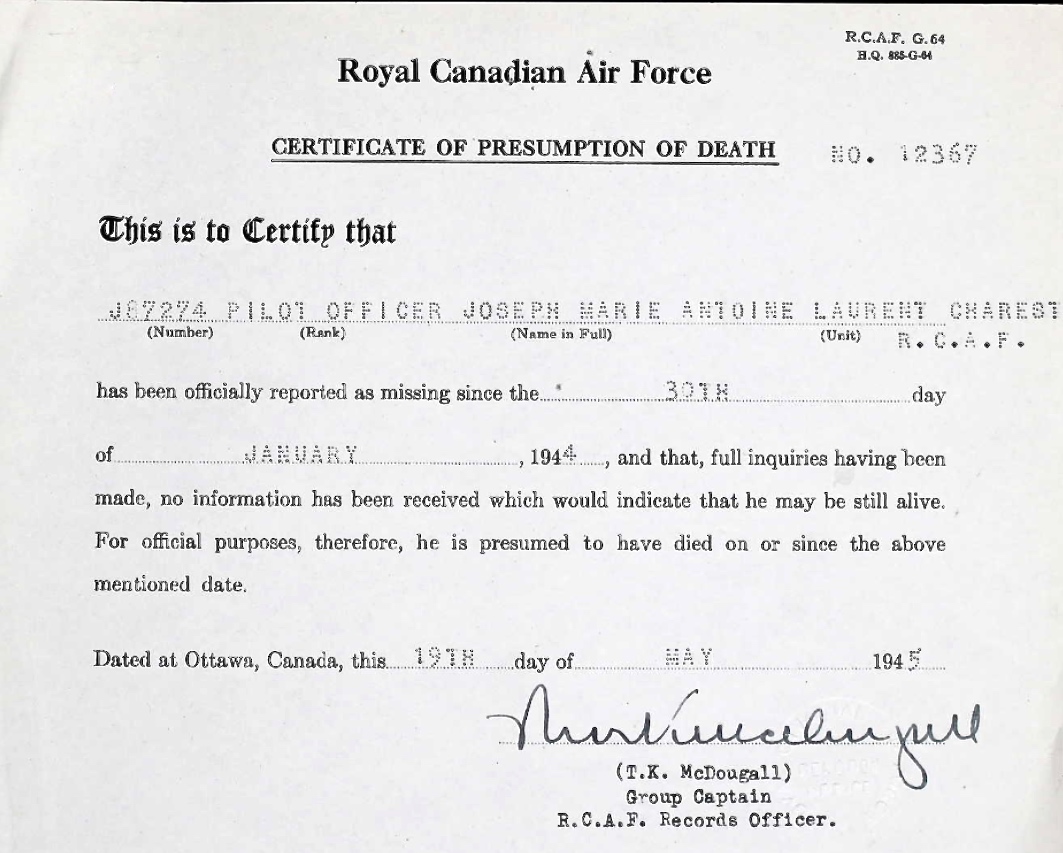 R.C.A.F. G.64
H.Q. 885-G-64
Royal Canadian Air Force
CERTIFICATE OF PRESUMPTION OF DEATH NO. 12367
This is to Certify that
J87274 PILOT OFFICER JOSEPH MARIE ANTOINE LAURENT CHAREST
(Number) (Rank) (Name in Full) (Unit) R.C.A.F.
has been officially reported as missing since the 30TH day
of JANUARY, 1944, and that, full inquiries having been
made, no information has been received which would indicate that he may be still alive.
For official purposes, therefore, he is presumed to have died on or since the above
mentioned date.
Dated at Ottawa, Canada, this 19TH day of MAY 1945
(T.K. McDougall)
Group Captain
R.C.A.F. Records Officer.